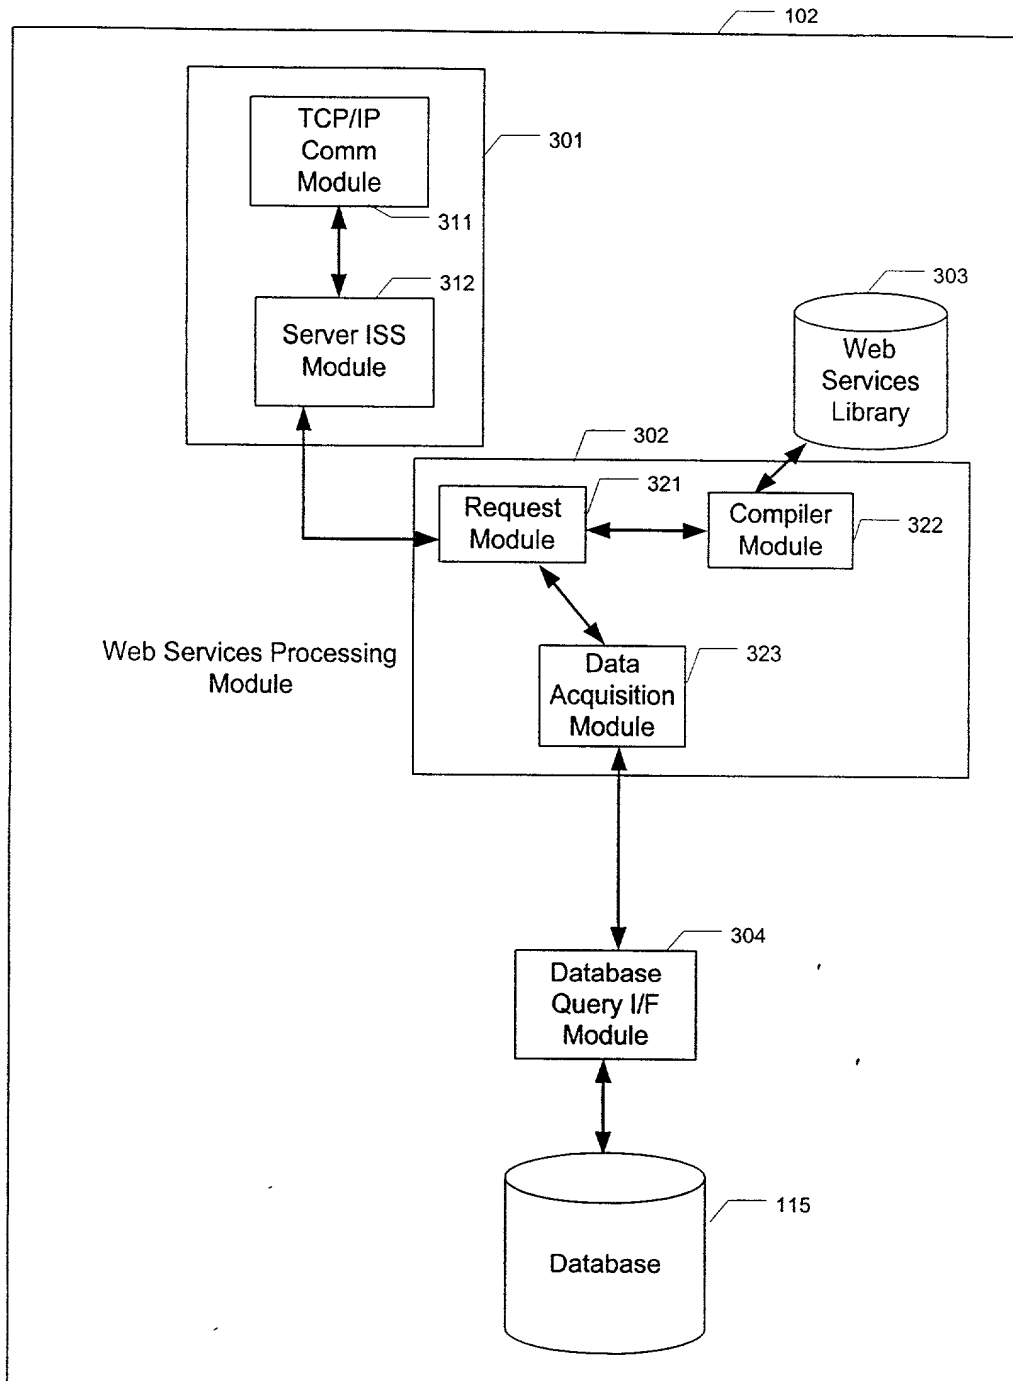 102
TCP/IP
Comm
Module
301
311
312
Server ISS
Module
303
Web
Services
Library
302
Request
Module
321
Compiler
Module
322
Web Services Processing
Module
Data
Acquisition
Module
323
304
Database
Query I/F
Module
115
Database